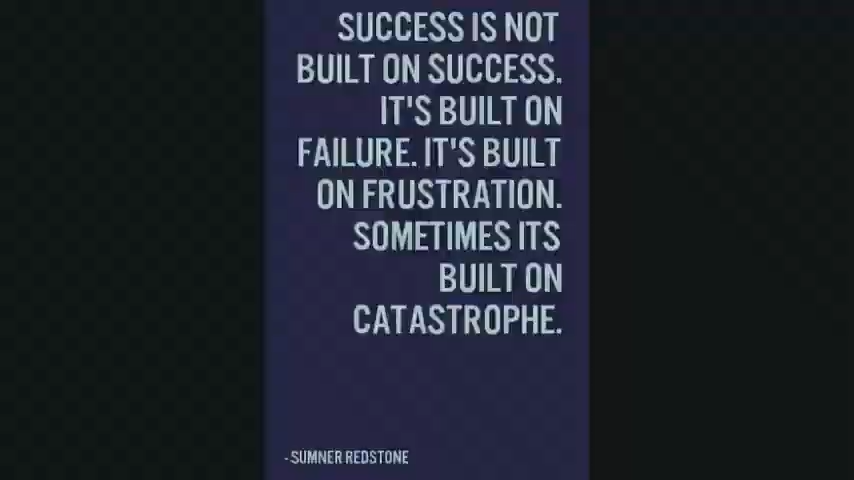 SUCCESS IS NOT
BUILT ON SUCCESS.
IT'S BUILT ON
FAILURE. IT'S BUILT
ON FRUSTRATION.
SOMETIMES ITS
BUILT ON
CATASTROPHE.
- SUMNER REDSTONE